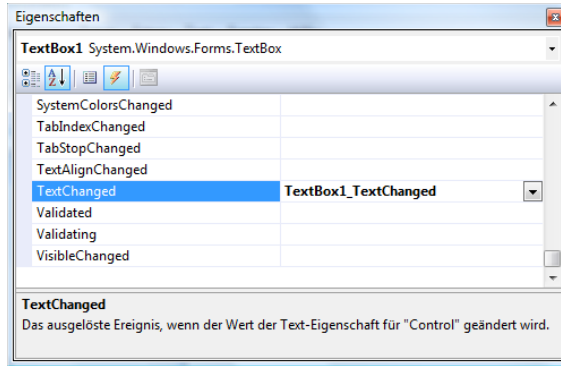 Eigenschaften
TextBox1 System.Windows.Forms.TextBox
SystemColorsChanged
TabIndexChanged
TabStopChanged
TextAlignChanged
TextChanged TextBox1_TextChanged
Validated
Validating
VisibleChanged
TextChanged
Das ausgelöste Ereignis, wenn der Wert der Text-Eigenschaft für "Control" geändert wird.